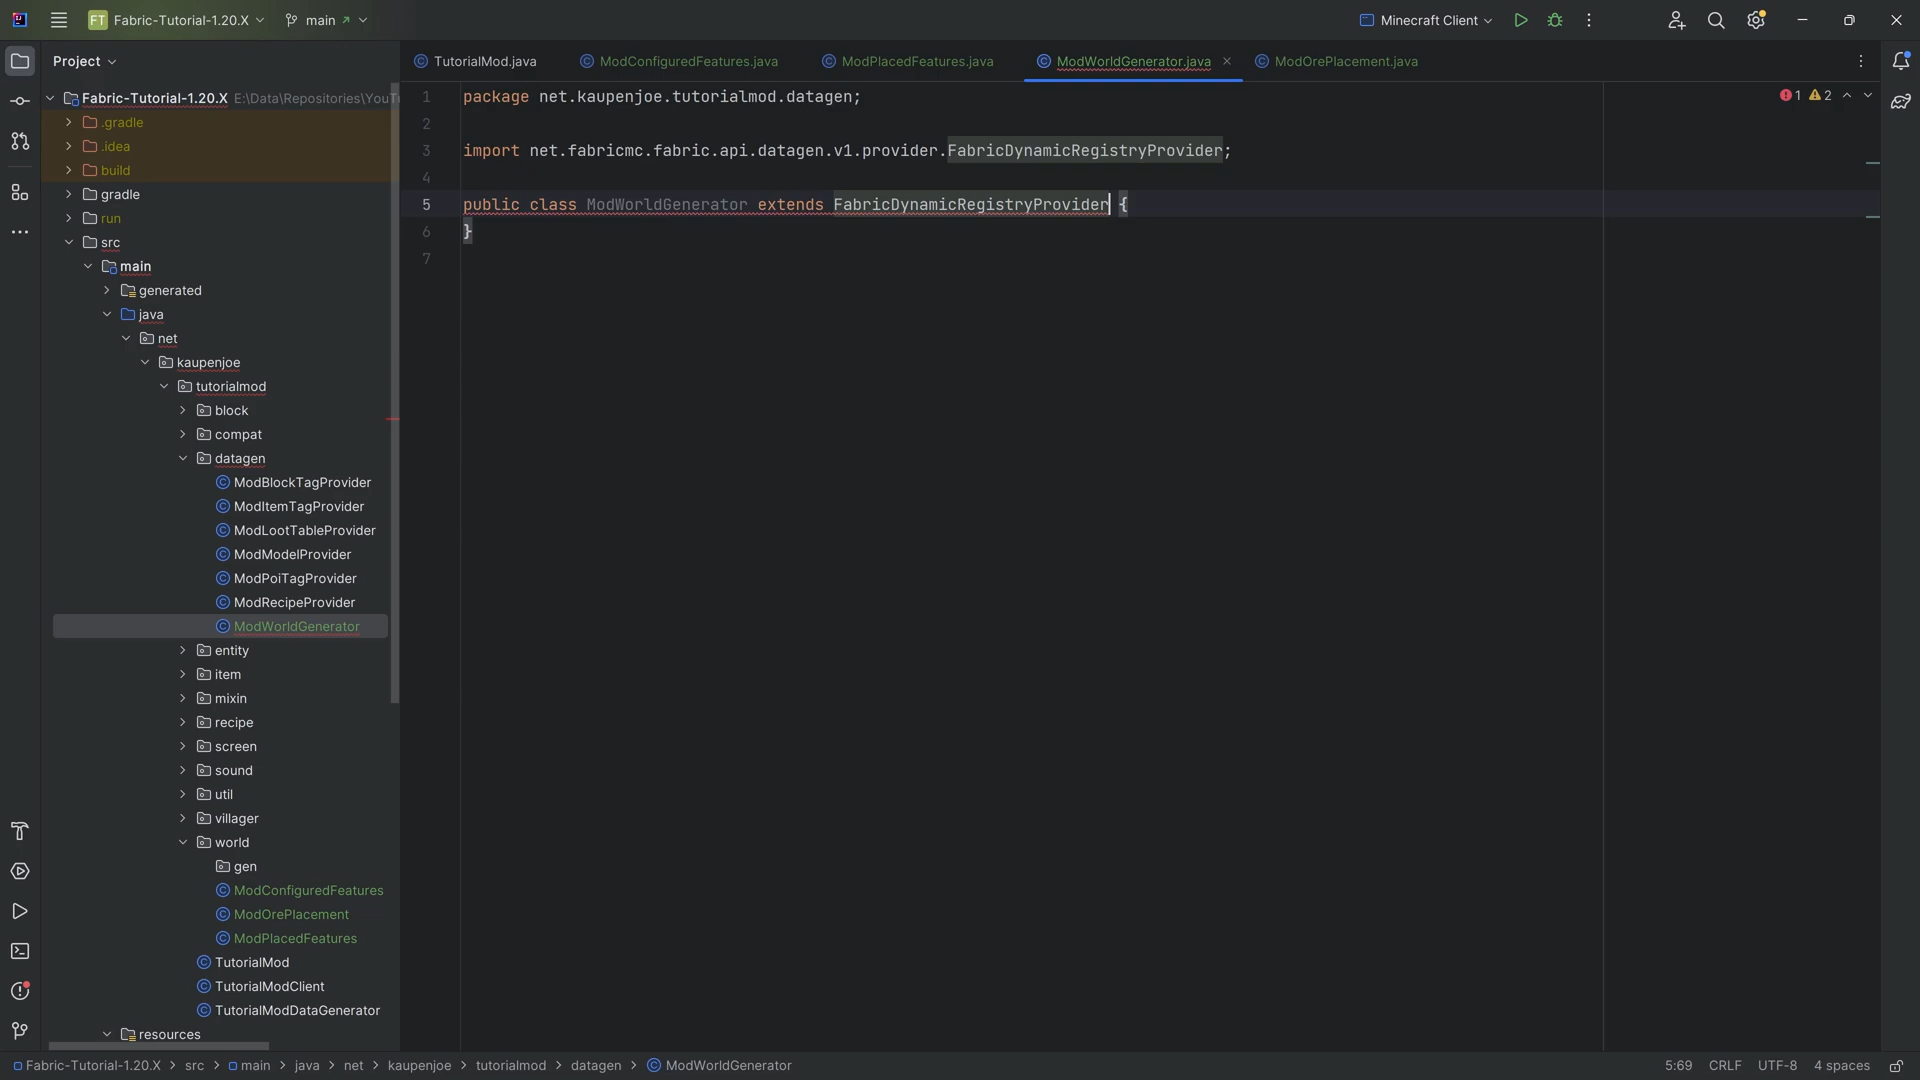 FT Fabric-Tutorial-1.20.X main Minecraft Client
Project
TutorialMod.java ModConfiguredFeatures.java ModPlacedFeatures.java ModWorldGenerator.java ModOrePlacement.java
Fabric-Tutorial-1.20.X E:\Data\Repositories\YouTu
.gradle
.idea
build
gradle
run
src
main
generated
java
net
kaupenjoe
tutorialmod
block
compat
datagen
ModBlockTagProvider
ModItemTagProvider
ModLootTableProvider
ModModelProvider
ModPoiTagProvider
ModRecipeProvider
ModWorldGenerator
entity
item
mixin
recipe
screen
sound
util
villager
world
gen
ModConfiguredFeatures
ModOrePlacement
ModPlacedFeatures
TutorialMod
TutorialModClient
TutorialModDataGenerator
resources
1 package net.kaupenjoe.tutorialmod.datagen;
2
3 import net.fabricmc.fabric.api.datagen.v1.provider.FabricDynamicRegistryProvider;
4
5 public class ModWorldGenerator extends FabricDynamicRegistryProvider {
6 }
7
1 2
Fabric-Tutorial-1.20.X > src > main > java > net > kaupenjoe > tutorialmod > datagen > ModWorldGenerator
5:69 CRLF UTF-8 4 spaces